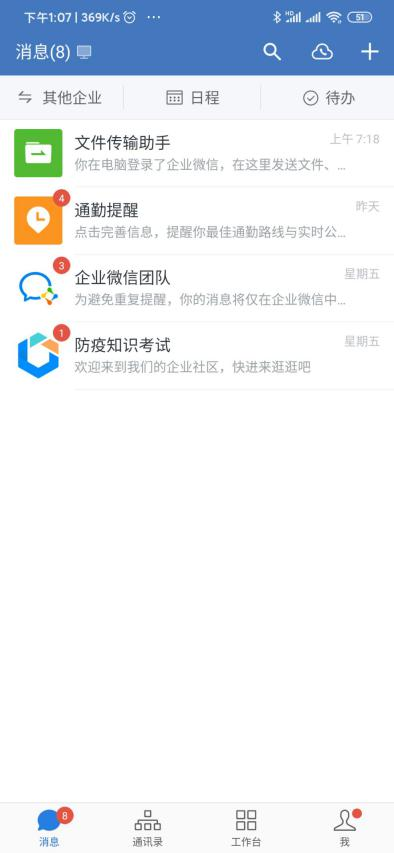 下午1:07 | 369K/s ...
HD 51
消息(8)
其他企业 日程 待办
文件传输助手 上午 7:18
你在电脑登录了企业微信，在这里发送文件、...
4
通勤提醒 昨天
点击完善信息，提醒你最佳通勤路线与实时公...
3
企业微信团队 星期五
为避免重复提醒，你的消息将仅在企业微信中...
1
防疫知识考试 星期五
欢迎来到我们的企业社区，快进来逛逛吧
8
消息 通讯录 工作台 我